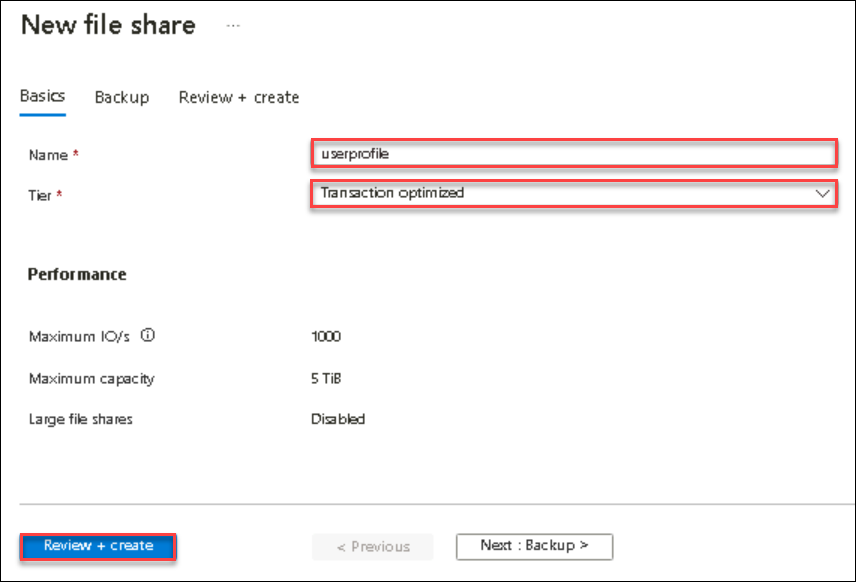 New file share ...
Basics Backup Review + create
Name * userprofile
Tier * Transaction optimized
Performance
Maximum IO/s 1000
Maximum capacity 5 TiB
Large file shares Disabled
Review + create < Previous Next : Backup >